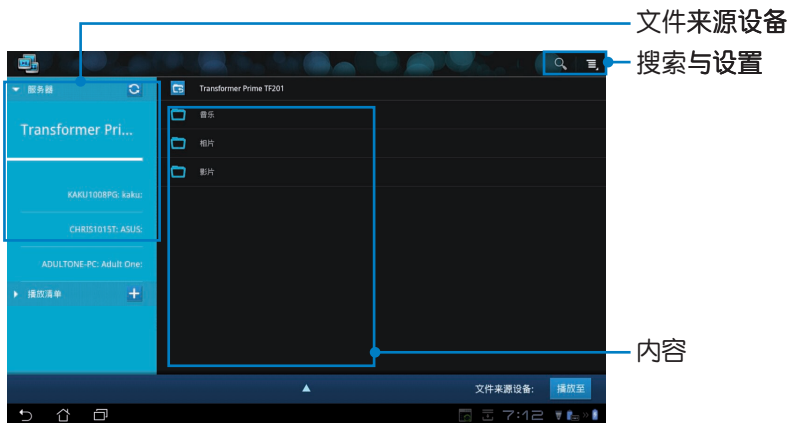 文件来源设备
搜索与设置
服务器
Transformer Prime TF201
音乐
Transformer Pri...
相片
影片
KAKU1008PG: kaku:
CHRIS1015T: ASUS:
ADULTONE-PC: Adult One:
播放清单
内容
文件来源设备:
播放至
7:12